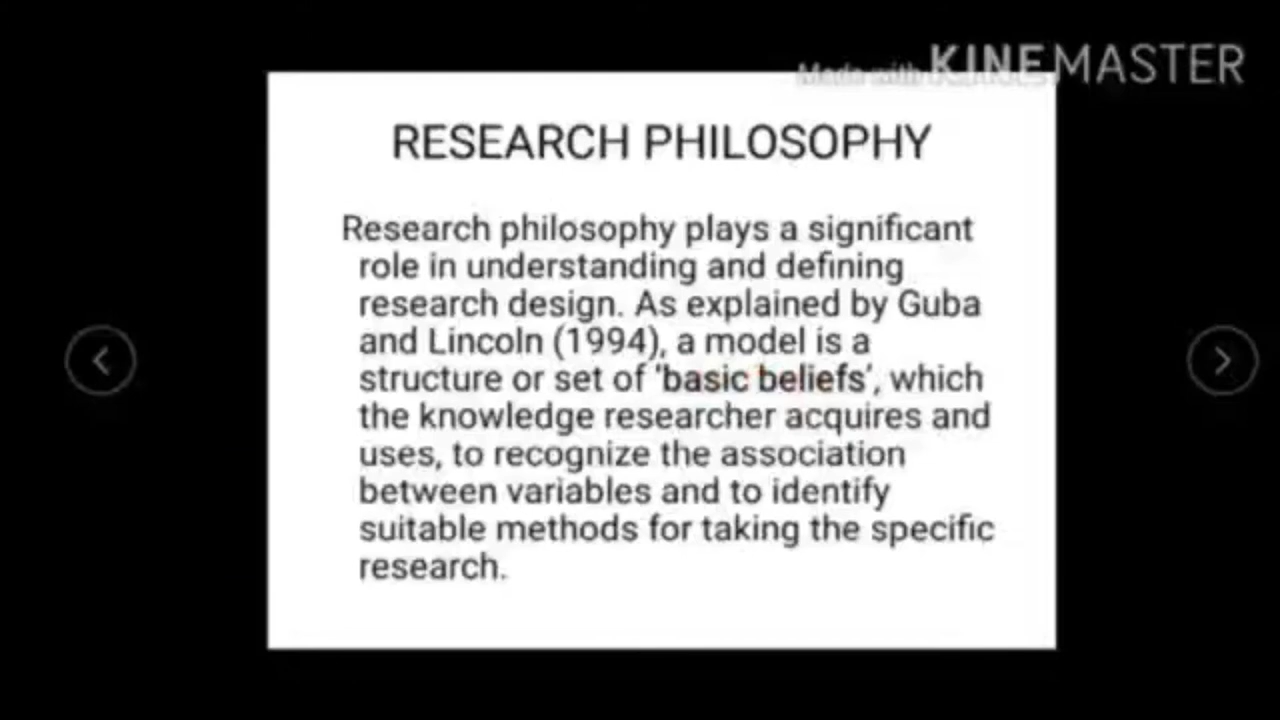 Made with KINEMASTER
RESEARCH PHILOSOPHY
Research philosophy plays a significant
role in understanding and defining
research design. As explained by Guba
and Lincoln (1994), a model is a
structure or set of 'basic beliefs', which
the knowledge researcher acquires and
uses, to recognize the association
between variables and to identify
suitable methods for taking the specific
research.